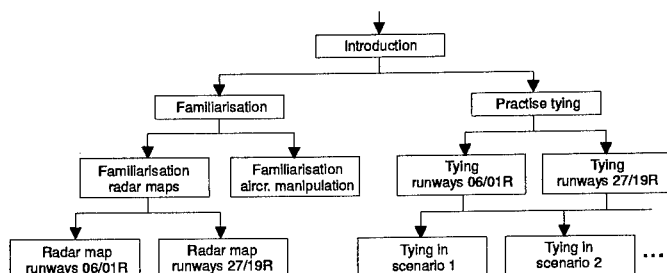 Introduction
Familiarisation
Practise tying
Familiarisation
radar maps
Familiarisation
aircr. manipulation
Tying
runways 06/01R
Tying
runways 27/19R
Radar map
runways 06/01R
Radar map
runways 27/19R
Tying in
scenario 1
Tying in
scenario 2
...